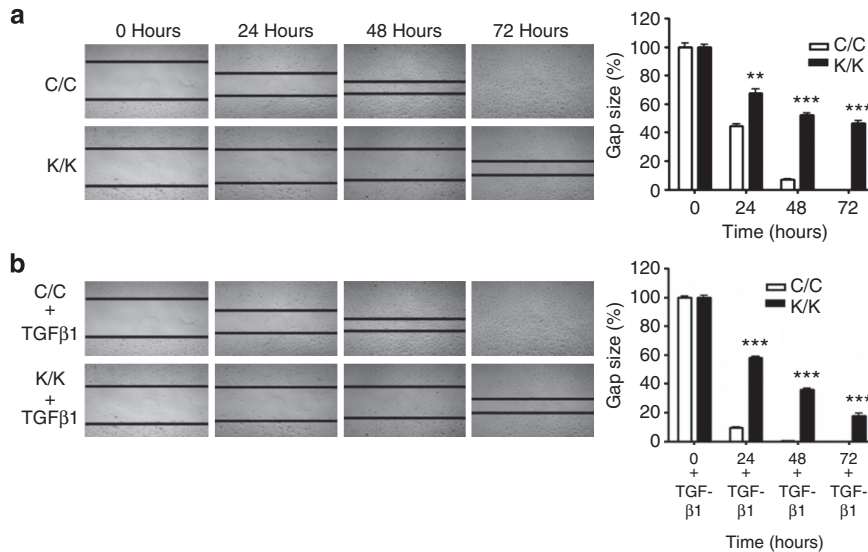 a
0 Hours 24 Hours 48 Hours 72 Hours
C/C
K/K
120
100
80
60
40
20
0
Gap size (%)
C/C
K/K
**
***
***
0 24 48 72
Time (hours)
b
C/C
+
TGFβ1
K/K
+
TGFβ1
120
100
80
60
40
20
0
Gap size (%)
C/C
K/K
***
***
***
0 24 48 72
+ + + +
TGF- TGF- TGF- TGF-
β1 β1 β1 β1
Time (hours)